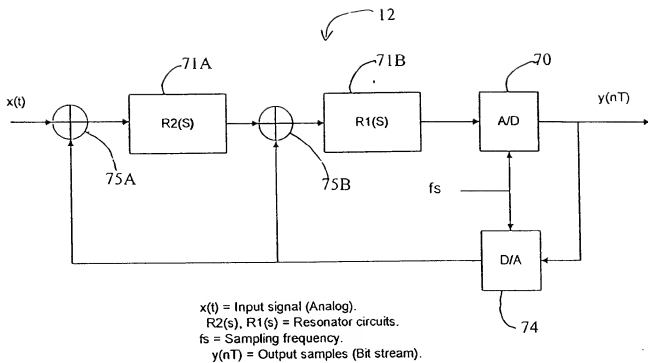 12
71A
71B
70
x(t)
y(nT)
R2(S)
R1(S)
A/D
75A
75B
fs
D/A
74
x(t) = Input signal (Analog).
R2(s), R1(s) = Resonator circuits.
fs = Sampling frequency.
y(nT) = Output samples (Bit stream).